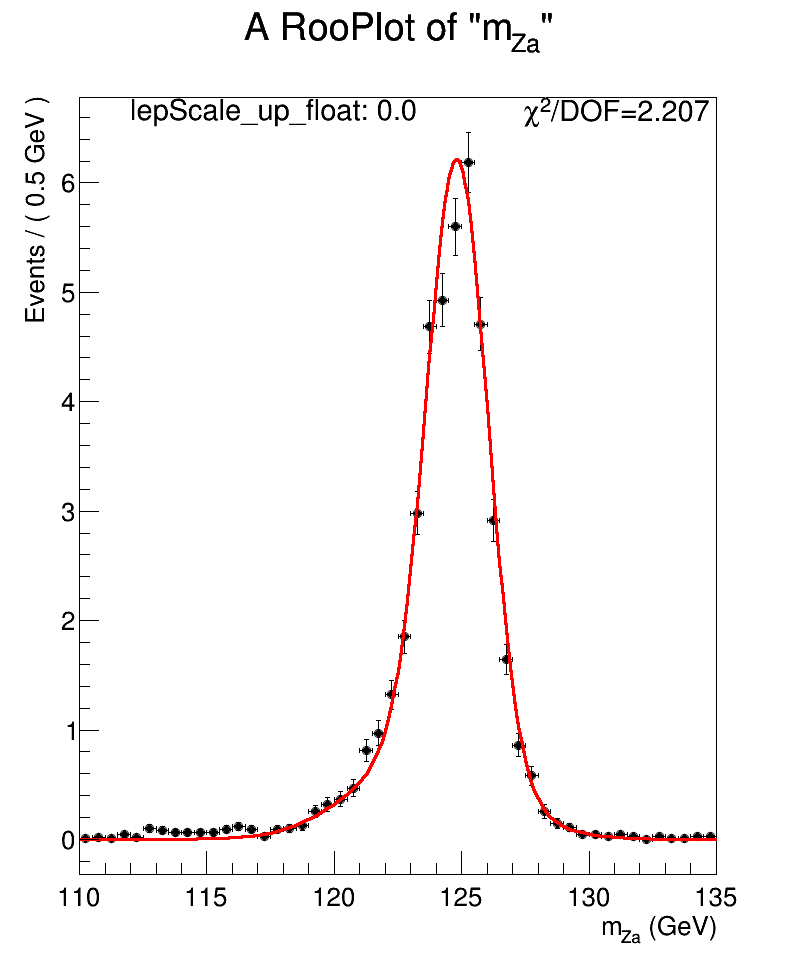 A RooPlot of "m_Za"
lepScale_up_float: 0.0
χ²/DOF=2.207
Events / ( 0.5 GeV )
6
5
4
3
2
1
0
110 115 120 125 130 135
m_Za (GeV)